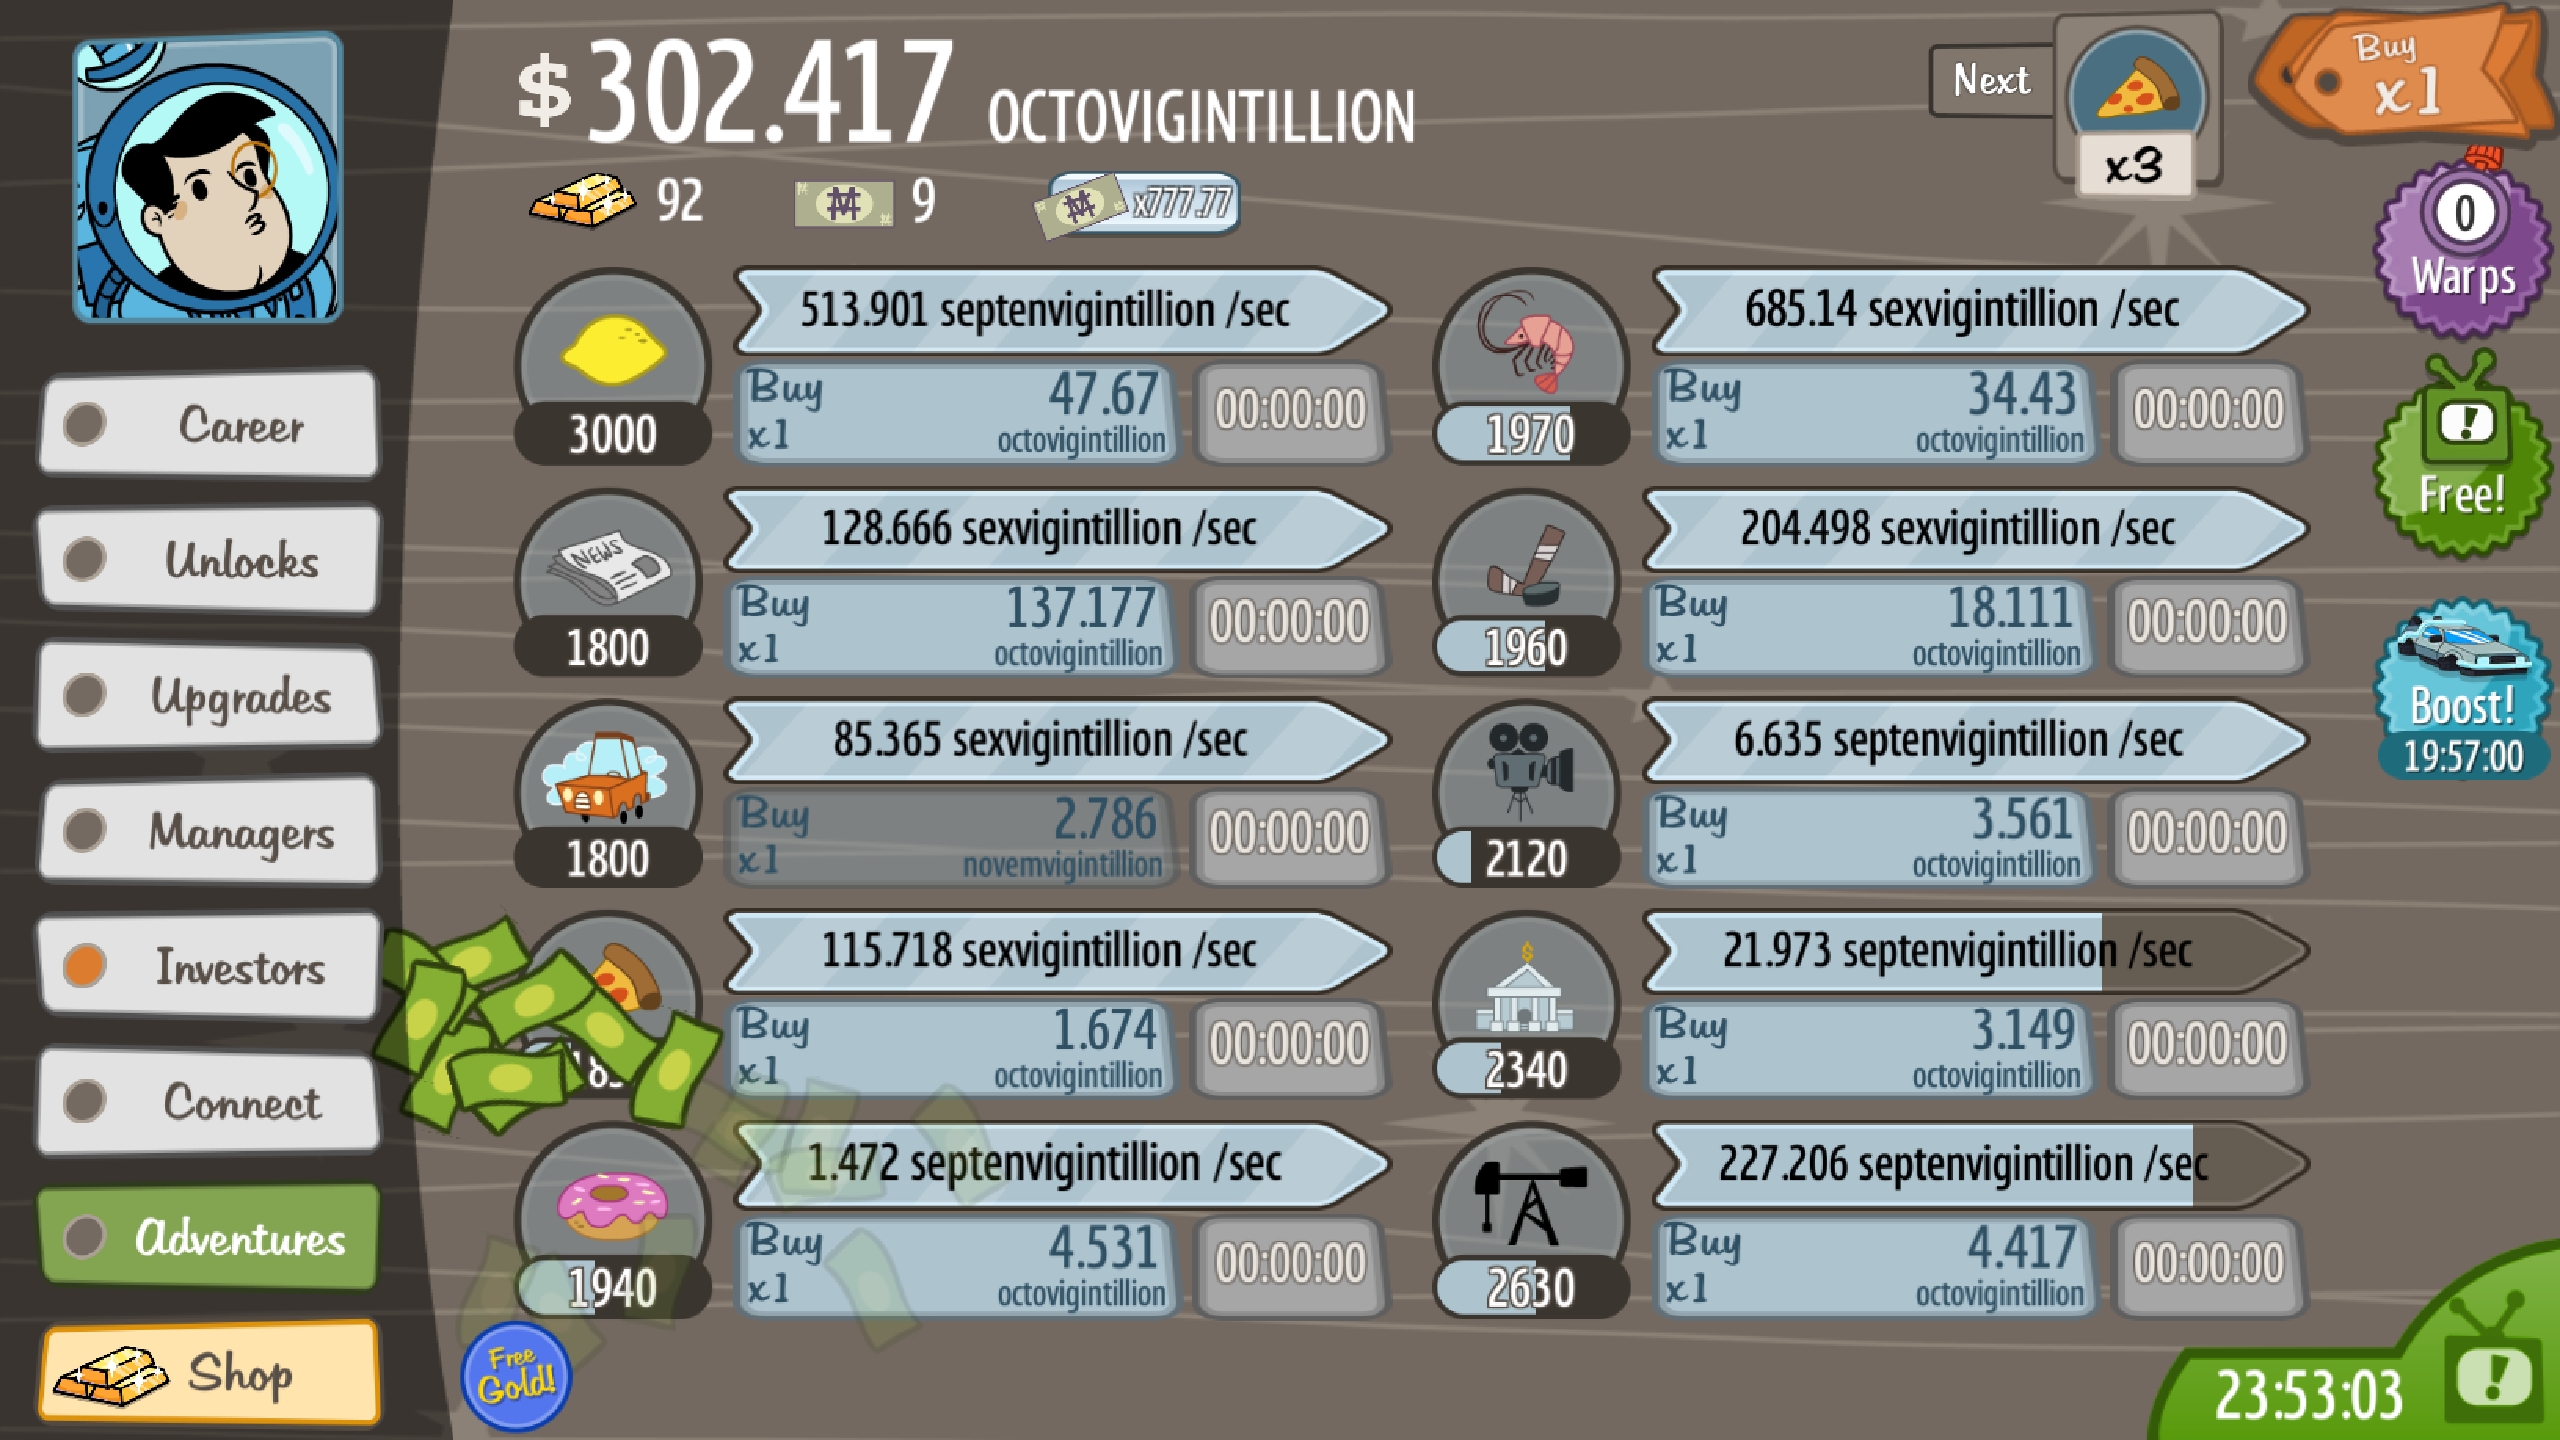 $ 302.417 OCTOVIGINTILLION
Next
x3
Buy
x1
92
9
x777.77
0
Warps
Free!
Boost!
19:57:00
Career
Unlocks
Upgrades
Managers
Investors
Connect
Adventures
Shop
513.901 septenvigintillion /sec
3000
Buy 47.67
x1 octovigintillion
00:00:00
NEWS
128.666 sexvigintillion /sec
1800
Buy 137.177
x1 octovigintillion
00:00:00
85.365 sexvigintillion /sec
1800
Buy 2.786
x1 novemvigintillion
00:00:00
115.718 sexvigintillion /sec
Buy 1.674
x1 octovigintillion
00:00:00
1.472 septenvigintillion /sec
1940
Buy 4.531
x1 octovigintillion
00:00:00
685.14 sexvigintillion /sec
1970
Buy 34.43
x1 octovigintillion
00:00:00
204.498 sexvigintillion /sec
1960
Buy 18.111
x1 octovigintillion
00:00:00
6.635 septenvigintillion /sec
2120
Buy 3.561
x1 octovigintillion
00:00:00
21.973 septenvigintillion /sec
2340
Buy 3.149
x1 octovigintillion
00:00:00
227.206 septenvigintillion /sec
2630
Buy 4.417
x1 octovigintillion
00:00:00
Free
Gold!
23:53:03